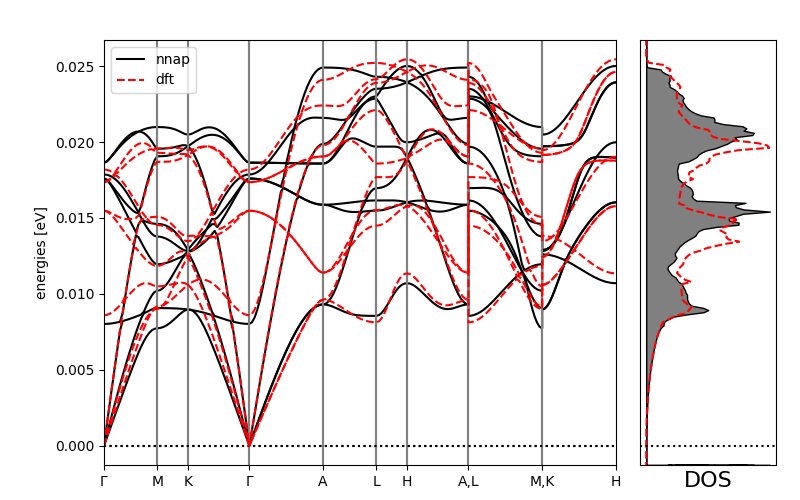 nnap
dft
energies [eV]
0.025
0.020
0.015
0.010
0.005
0.000
Γ M K Γ A L H A,L M,K H
DOS